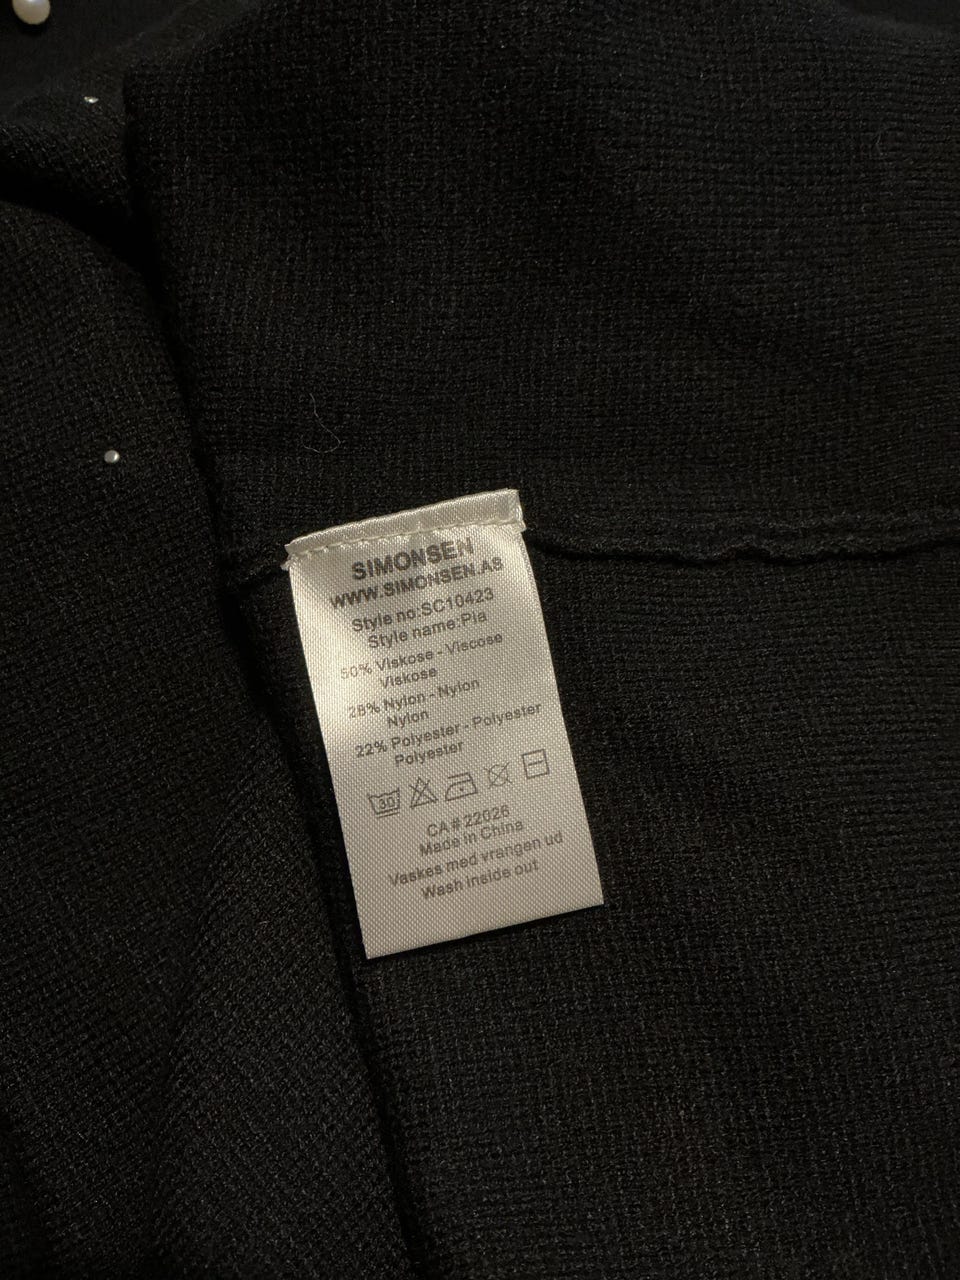 SIMONSEN
WWW.SIMONSEN.AS
Style no:SC10423
Style name:Pia
50% Viskose - Viscose
Viskose
28% Nylon - Nylon
Nylon
22% Polyester - Polyester
Polyester
30
CA#22026
Made in China
Vaskes med vrangen ud
Wash inside out